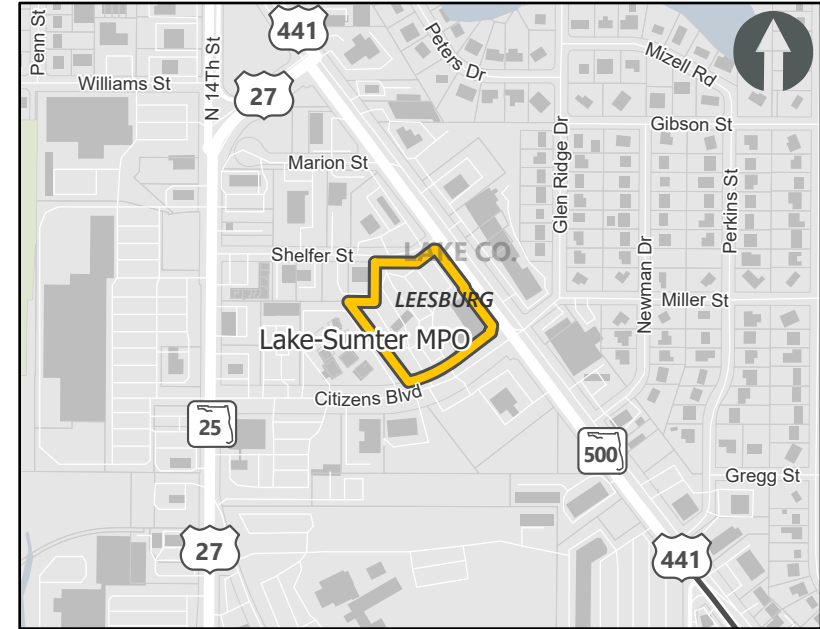 441
Penn St
Peters Dr
Mizell Rd
Williams St
N 14Th St
27
Gibson St
Marion St
Glen Ridge Dr
Perkins St
Shelfer St
LAKE CO.
Newman Dr
LEESBURG
Miller St
Lake-Sumter MPO
Citizens Blvd
25
500
Gregg St
27
441